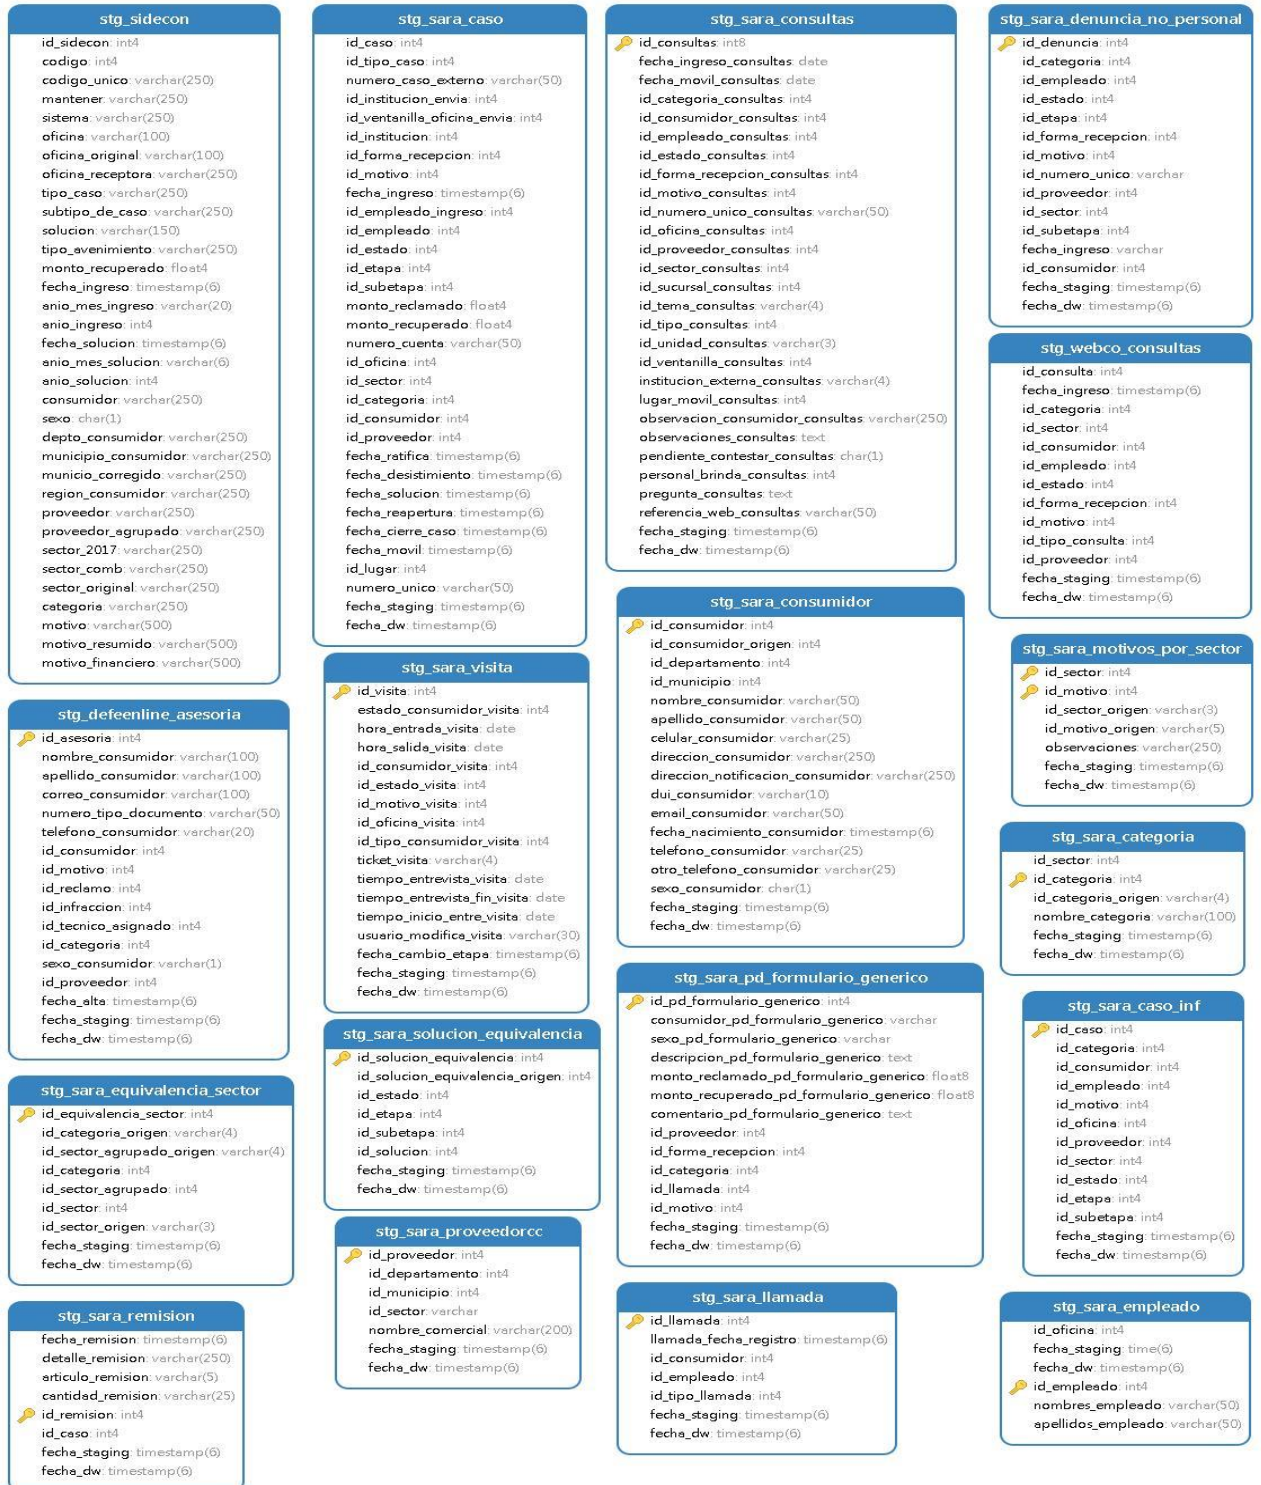 stg_sidecon
id_sidecon: int4
codigo: int4
codigo_unico: varchar(250)
mantener: varchar(250)
sistema: varchar(250)
oficina: varchar(100)
oficina_original: varchar(100)
oficina_receptora: varchar(250)
tipo_caso: varchar(250)
subtipo_de_caso: varchar(250)
solucion: varchar(150)
tipo_avenimiento: varchar(250)
monto_recuperado: float4
fecha_ingreso: timestamp(6)
anio_mes_ingreso: varchar(20)
anio_ingreso: int4
fecha_solucion: timestamp(6)
anio_mes_solucion: varchar(6)
anio_solucion: int4
consumidor: varchar(250)
sexo: char(1)
depto_consumidor: varchar(250)
municipio_consumidor: varchar(250)
municio_corregido: varchar(250)
region_consumidor: varchar(250)
proveedor: varchar(250)
proveedor_agrupado: varchar(250)
sector_2017: varchar(250)
sector_comb: varchar(250)
sector_original: varchar(250)
categoria: varchar(250)
motivo: varchar(500)
motivo_resumido: varchar(500)
motivo_financiero: varchar(500)
stg_defeenline_asesoria
id_asesoria: int4
nombre_consumidor: varchar(100)
apellido_consumidor: varchar(100)
correo_consumidor: varchar(100)
numero_tipo_documento: varchar(50)
telefono_consumidor: varchar(20)
id_consumidor: int4
id_motivo: int4
id_reclamo: int4
id_infraccion: int4
id_tecnico_asignado: int4
id_categoria: int4
sexo_consumidor: varchar(1)
id_proveedor: int4
fecha_alta: timestamp(6)
fecha_staging: timestamp(6)
fecha_dw: timestamp(6)
stg_sara_equivalencia_sector
id_equivalencia_sector: int4
id_categoria_origen: varchar(4)
id_sector_agrupado_origen: varchar(4)
id_categoria: int4
id_sector_agrupado: int4
id_sector: int4
id_sector_origen: varchar(3)
fecha_staging: timestamp(6)
fecha_dw: timestamp(6)
stg_sara_remision
fecha_remision: timestamp(6)
detalle_remision: varchar(250)
articulo_remision: varchar(5)
cantidad_remision: varchar(25)
id_remision: int4
id_caso: int4
fecha_staging: timestamp(6)
fecha_dw: timestamp(6)
stg_sara_caso
id_caso: int4
id_tipo_caso: int4
numero_caso_externo: varchar(50)
id_institucion_envia: int4
id_ventanilla_oficina_envia: int4
id_institucion: int4
id_forma_recepcion: int4
id_motivo: int4
fecha_ingreso: timestamp(6)
id_empleado_ingreso: int4
id_empleado: int4
id_estado: int4
id_etapa: int4
id_subetapa: int4
monto_reclamado: float4
monto_recuperado: float4
numero_cuenta: varchar(50)
id_oficina: int4
id_sector: int4
id_categoria: int4
id_consumidor: int4
id_proveedor: int4
fecha_ratifica: timestamp(6)
fecha_desistimiento: timestamp(6)
fecha_solucion: timestamp(6)
fecha_reapertura: timestamp(6)
fecha_cierre_caso: timestamp(6)
fecha_movil: timestamp(6)
id_lugar: int4
numero_unico: varchar(50)
fecha_staging: timestamp(6)
fecha_dw: timestamp(6)
stg_sara_visita
id_visita: int4
estado_consumidor_visita: int4
hora_entrada_visita: date
hora_salida_visita: date
id_consumidor_visita: int4
id_estado_visita: int4
id_motivo_visita: int4
id_oficina_visita: int4
id_tipo_consumidor_visita: int4
ticket_visita: varchar(4)
tiempo_entrevista_visita: date
tiempo_entrevista_fin_visita: date
tiempo_inicio_entre_visita: date
usuario_modifica_visita: varchar(30)
fecha_cambio_etapa: timestamp(6)
fecha_staging: timestamp(6)
fecha_dw: timestamp(6)
stg_sara_solucion_equivalencia
id_solucion_equivalencia: int4
id_solucion_equivalencia_origen: int4
id_estado: int4
id_etapa: int4
id_subetapa: int4
id_solucion: int4
fecha_staging: timestamp(6)
fecha_dw: timestamp(6)
stg_sara_proveedorcc
id_proveedor: int4
id_departamento: int4
id_municipio: int4
id_sector: varchar
nombre_comercial: varchar(200)
fecha_staging: timestamp(6)
fecha_dw: timestamp(6)
stg_sara_consultas
id_consultas: int8
fecha_ingreso_consultas: date
fecha_movil_consultas: date
id_categoria_consultas: int4
id_consumidor_consultas: int4
id_empleado_consultas: int4
id_estado_consultas: int4
id_forma_recepcion_consultas: int4
id_motivo_consultas: int4
id_numero_unico_consultas: varchar(50)
id_oficina_consultas: int4
id_proveedor_consultas: int4
id_sector_consultas: int4
id_sucursal_consultas: int4
id_tema_consultas: varchar(4)
id_tipo_consultas: int4
id_unidad_consultas: varchar(3)
id_ventanilla_consultas: int4
institucion_externa_consultas: varchar(4)
lugar_movil_consultas: int4
observacion_consumidor_consultas: varchar(250)
observaciones_consultas: text
pendiente_contestar_consultas: char(1)
personal_brinda_consultas: int4
pregunta_consultas: text
referencia_web_consultas: varchar(50)
fecha_staging: timestamp(6)
fecha_dw: timestamp(6)
stg_sara_consumidor
id_consumidor: int4
id_consumidor_origen: int4
id_departamento: int4
id_municipio: int4
nombre_consumidor: varchar(50)
apellido_consumidor: varchar(50)
celular_consumidor: varchar(25)
direccion_consumidor: varchar(250)
direccion_notificacion_consumidor: varchar(250)
dui_consumidor: varchar(10)
email_consumidor: varchar(50)
fecha_nacimiento_consumidor: timestamp(6)
telefono_consumidor: varchar(25)
otro_telefono_consumidor: varchar(25)
sexo_consumidor: char(1)
fecha_staging: timestamp(6)
fecha_dw: timestamp(6)
stg_sara_pd_formulario_generico
id_pd_formulario_generico: int4
consumidor_pd_formulario_generico: varchar
sexo_pd_formulario_generico: varchar
descripcion_pd_formulario_generico: text
monto_reclamado_pd_formulario_generico: float8
monto_recuperado_pd_formulario_generico: float8
comentario_pd_formulario_generico: text
id_proveedor: int4
id_forma_recepcion: int4
id_categoria: int4
id_llamada: int4
id_motivo: int4
fecha_staging: timestamp(6)
fecha_dw: timestamp(6)
stg_sara_llamada
id_llamada: int4
llamada_fecha_registro: timestamp(6)
id_consumidor: int4
id_empleado: int4
id_tipo_llamada: int4
fecha_staging: timestamp(6)
fecha_dw: timestamp(6)
stg_sara_denuncia_no_personal
id_denuncia: int4
id_categoria: int4
id_empleado: int4
id_estado: int4
id_etapa: int4
id_forma_recepcion: int4
id_motivo: int4
id_numero_unico: varchar
id_proveedor: int4
id_sector: int4
id_subetapa: int4
fecha_ingreso: varchar
id_consumidor: int4
fecha_staging: timestamp(6)
fecha_dw: timestamp(6)
stg_webco_consultas
id_consulta: int4
fecha_ingreso: timestamp(6)
id_categoria: int4
id_sector: int4
id_consumidor: int4
id_empleado: int4
id_estado: int4
id_forma_recepcion: int4
id_motivo: int4
id_tipo_consulta: int4
id_proveedor: int4
fecha_staging: timestamp(6)
fecha_dw: timestamp(6)
stg_sara_motivos_por_sector
id_sector: int4
id_motivo: int4
id_sector_origen: varchar(3)
id_motivo_origen: varchar(5)
observaciones: varchar(250)
fecha_staging: timestamp(6)
fecha_dw: timestamp(6)
stg_sara_categoria
id_sector: int4
id_categoria: int4
id_categoria_origen: varchar(4)
nombre_categoria: varchar(100)
fecha_staging: timestamp(6)
fecha_dw: timestamp(6)
stg_sara_caso_inf
id_caso: int4
id_categoria: int4
id_consumidor: int4
id_empleado: int4
id_motivo: int4
id_oficina: int4
id_proveedor: int4
id_sector: int4
id_estado: int4
id_etapa: int4
id_subetapa: int4
fecha_staging: timestamp(6)
fecha_dw: timestamp(6)
stg_sara_empleado
id_oficina: int4
fecha_staging: time(6)
fecha_dw: timestamp(6)
id_empleado: int4
nombres_empleado: varchar(50)
apellidos_empleado: varchar(50)